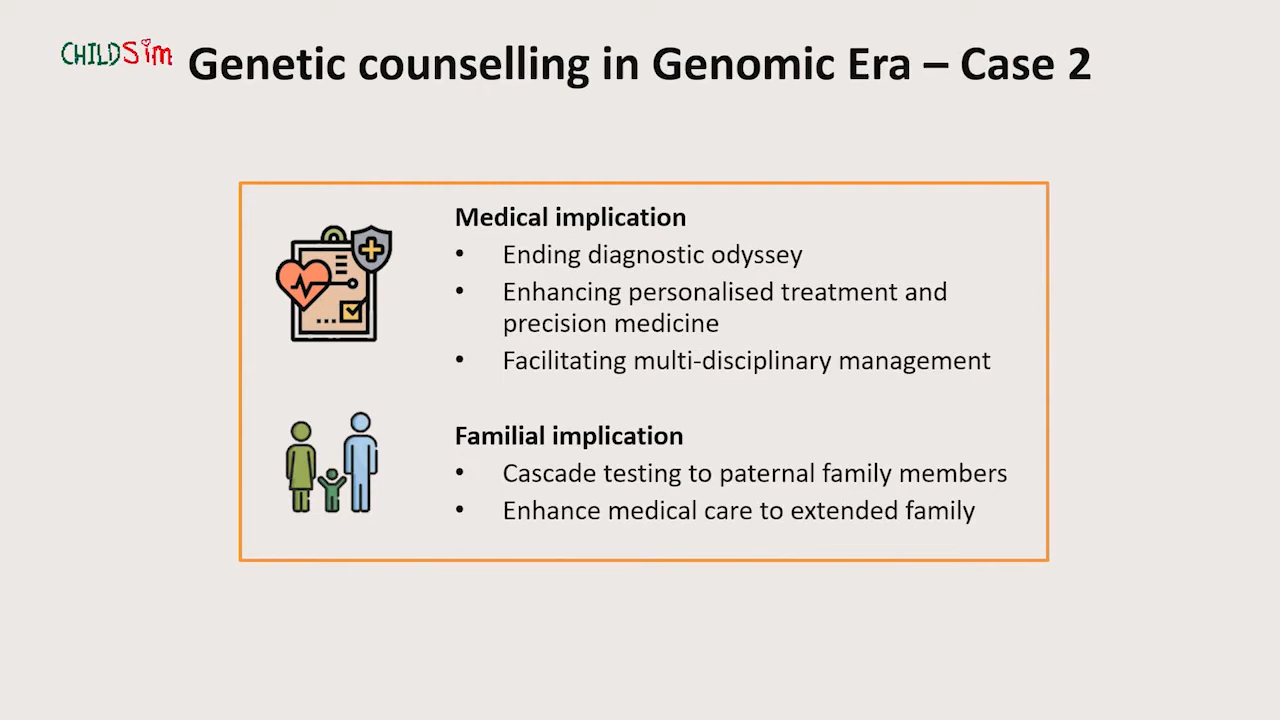 CHILDSim
Genetic counselling in Genomic Era – Case 2
Medical implication
• Ending diagnostic odyssey
• Enhancing personalised treatment and
precision medicine
• Facilitating multi-disciplinary management
Familial implication
• Cascade testing to paternal family members
• Enhance medical care to extended family